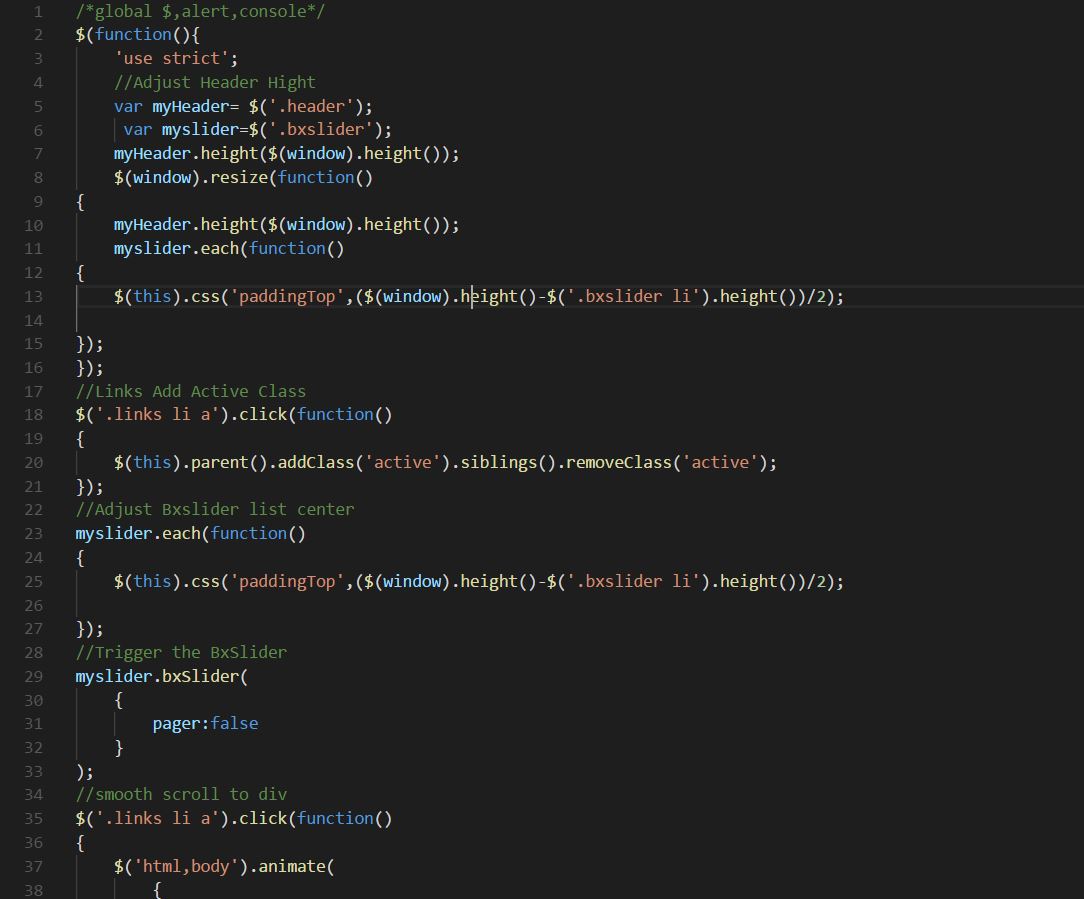 1 /*global $,alert,console*/
2 $(function(){
3 'use strict';
4 //Adjust Header Hight
5 var myHeader= $('.header');
6 var myslider=$('.bxslider');
7 myHeader.height($(window).height());
8 $(window).resize(function()
9 {
10 myHeader.height($(window).height());
11 myslider.each(function()
12 {
13 $(this).css('paddingTop',($(window).height()-$('.bxslider li').height())/2);
14
15 });
16 });
17 //Links Add Active Class
18 $('.links li a').click(function()
19 {
20 $(this).parent().addClass('active').siblings().removeClass('active');
21 });
22 //Adjust Bxslider list center
23 myslider.each(function()
24 {
25 $(this).css('paddingTop',($(window).height()-$('.bxslider li').height())/2);
26
27 });
28 //Trigger the BxSlider
29 myslider.bxSlider(
30 {
31 pager:false
32 }
33 );
34 //smooth scroll to div
35 $('.links li a').click(function()
36 {
37 $('html,body').animate(
38 {